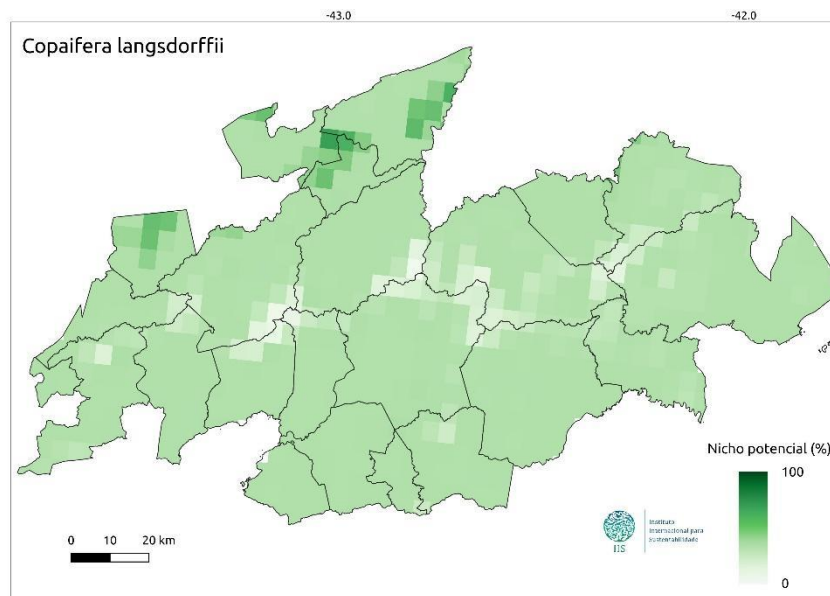 -43.0
-42.0
Copaifera langsdorffii
Nicho potencial (%)
100
0
0 10 20 km
IIS
Instituto
Internacional para
Sustentabilidade